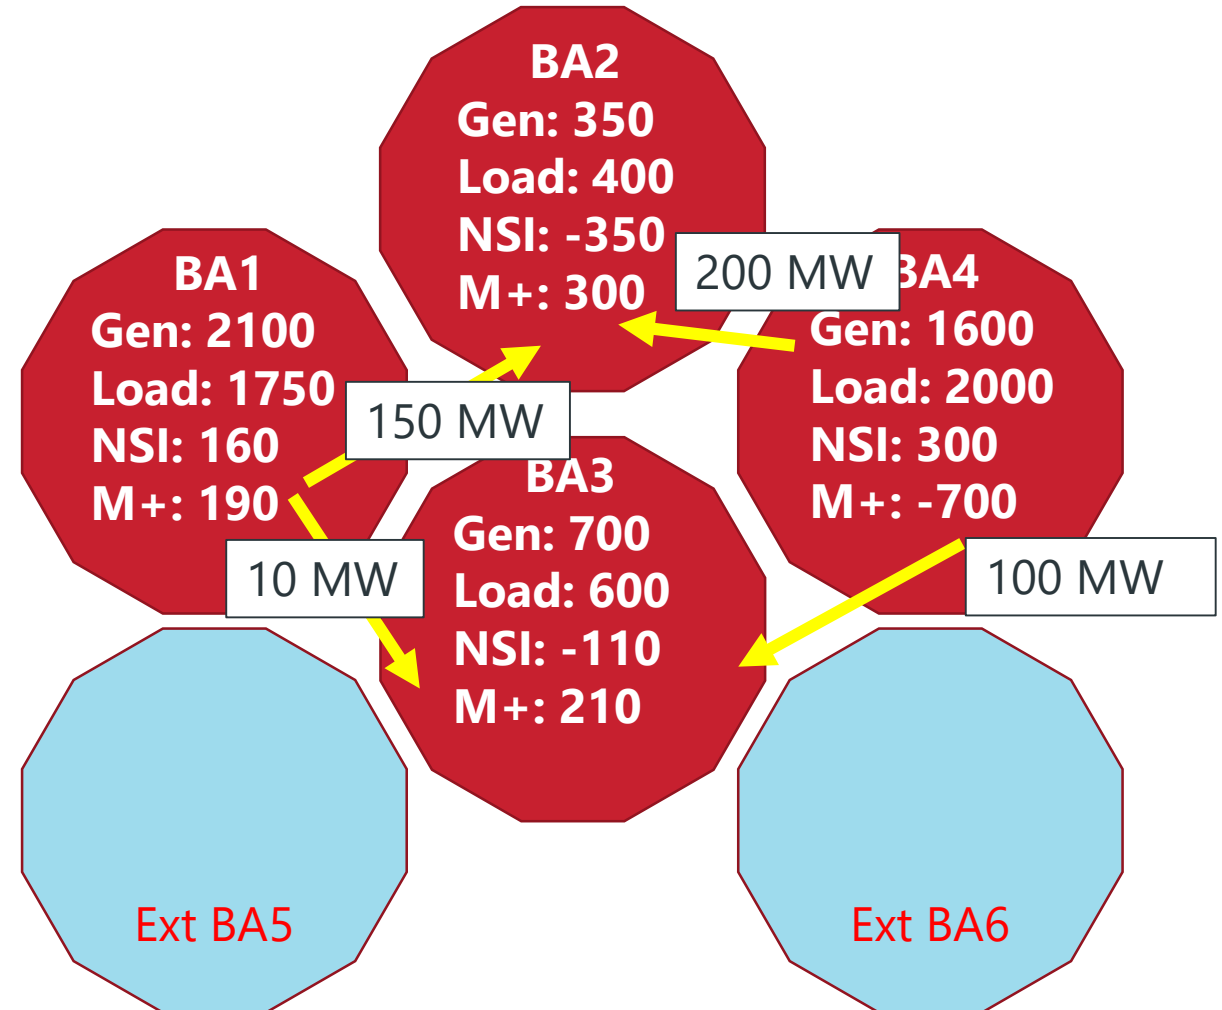 BA2
Gen: 350
Load: 400
NSI: -350
M+: 300
200 MW
BA1
Gen: 2100
Load: 1750
NSI: 160
M+: 190
BA4
Gen: 1600
Load: 2000
NSI: 300
M+: -700
150 MW
BA3
Gen: 700
Load: 600
NSI: -110
M+: 210
10 MW
100 MW
Ext BA5
Ext BA6